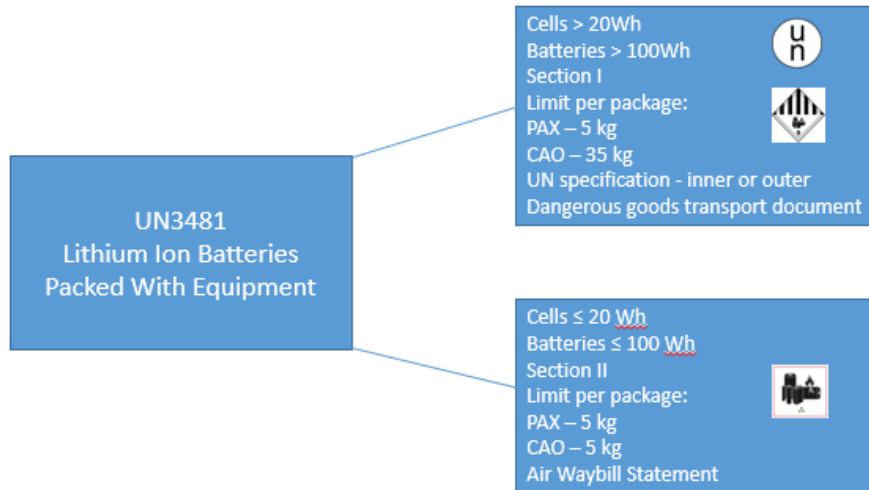 UN3481
Lithium Ion Batteries
Packed With Equipment
Cells > 20Wh
Batteries > 100Wh
Section I
Limit per package:
PAX – 5 kg
CAO – 35 kg
UN specification - inner or outer
Dangerous goods transport document
un
Cells ≤ 20 Wh
Batteries ≤ 100 Wh
Section II
Limit per package:
PAX – 5 kg
CAO – 5 kg
Air Waybill Statement